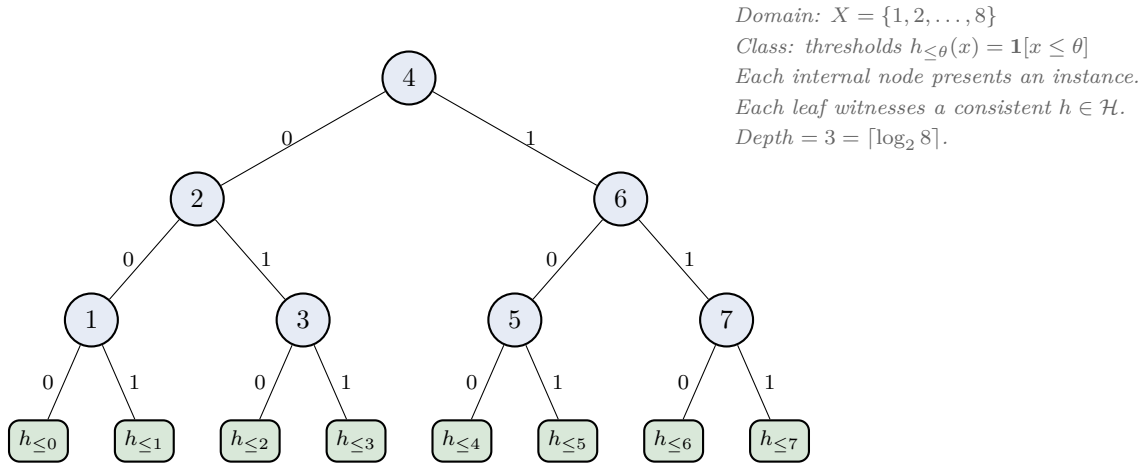 Domain: X = {1, 2, . . . , 8}
Class: thresholds h≤θ(x) = 1[x ≤ θ]
Each internal node presents an instance.
Each leaf witnesses a consistent h ∈ ℋ.
Depth = 3 = ⌈log₂ 8⌉.
4
0 1
2 6
0 1 0 1
1 3 5 7
0 1 0 1 0 1 0 1
h≤0 h≤1 h≤2 h≤3 h≤4 h≤5 h≤6 h≤7